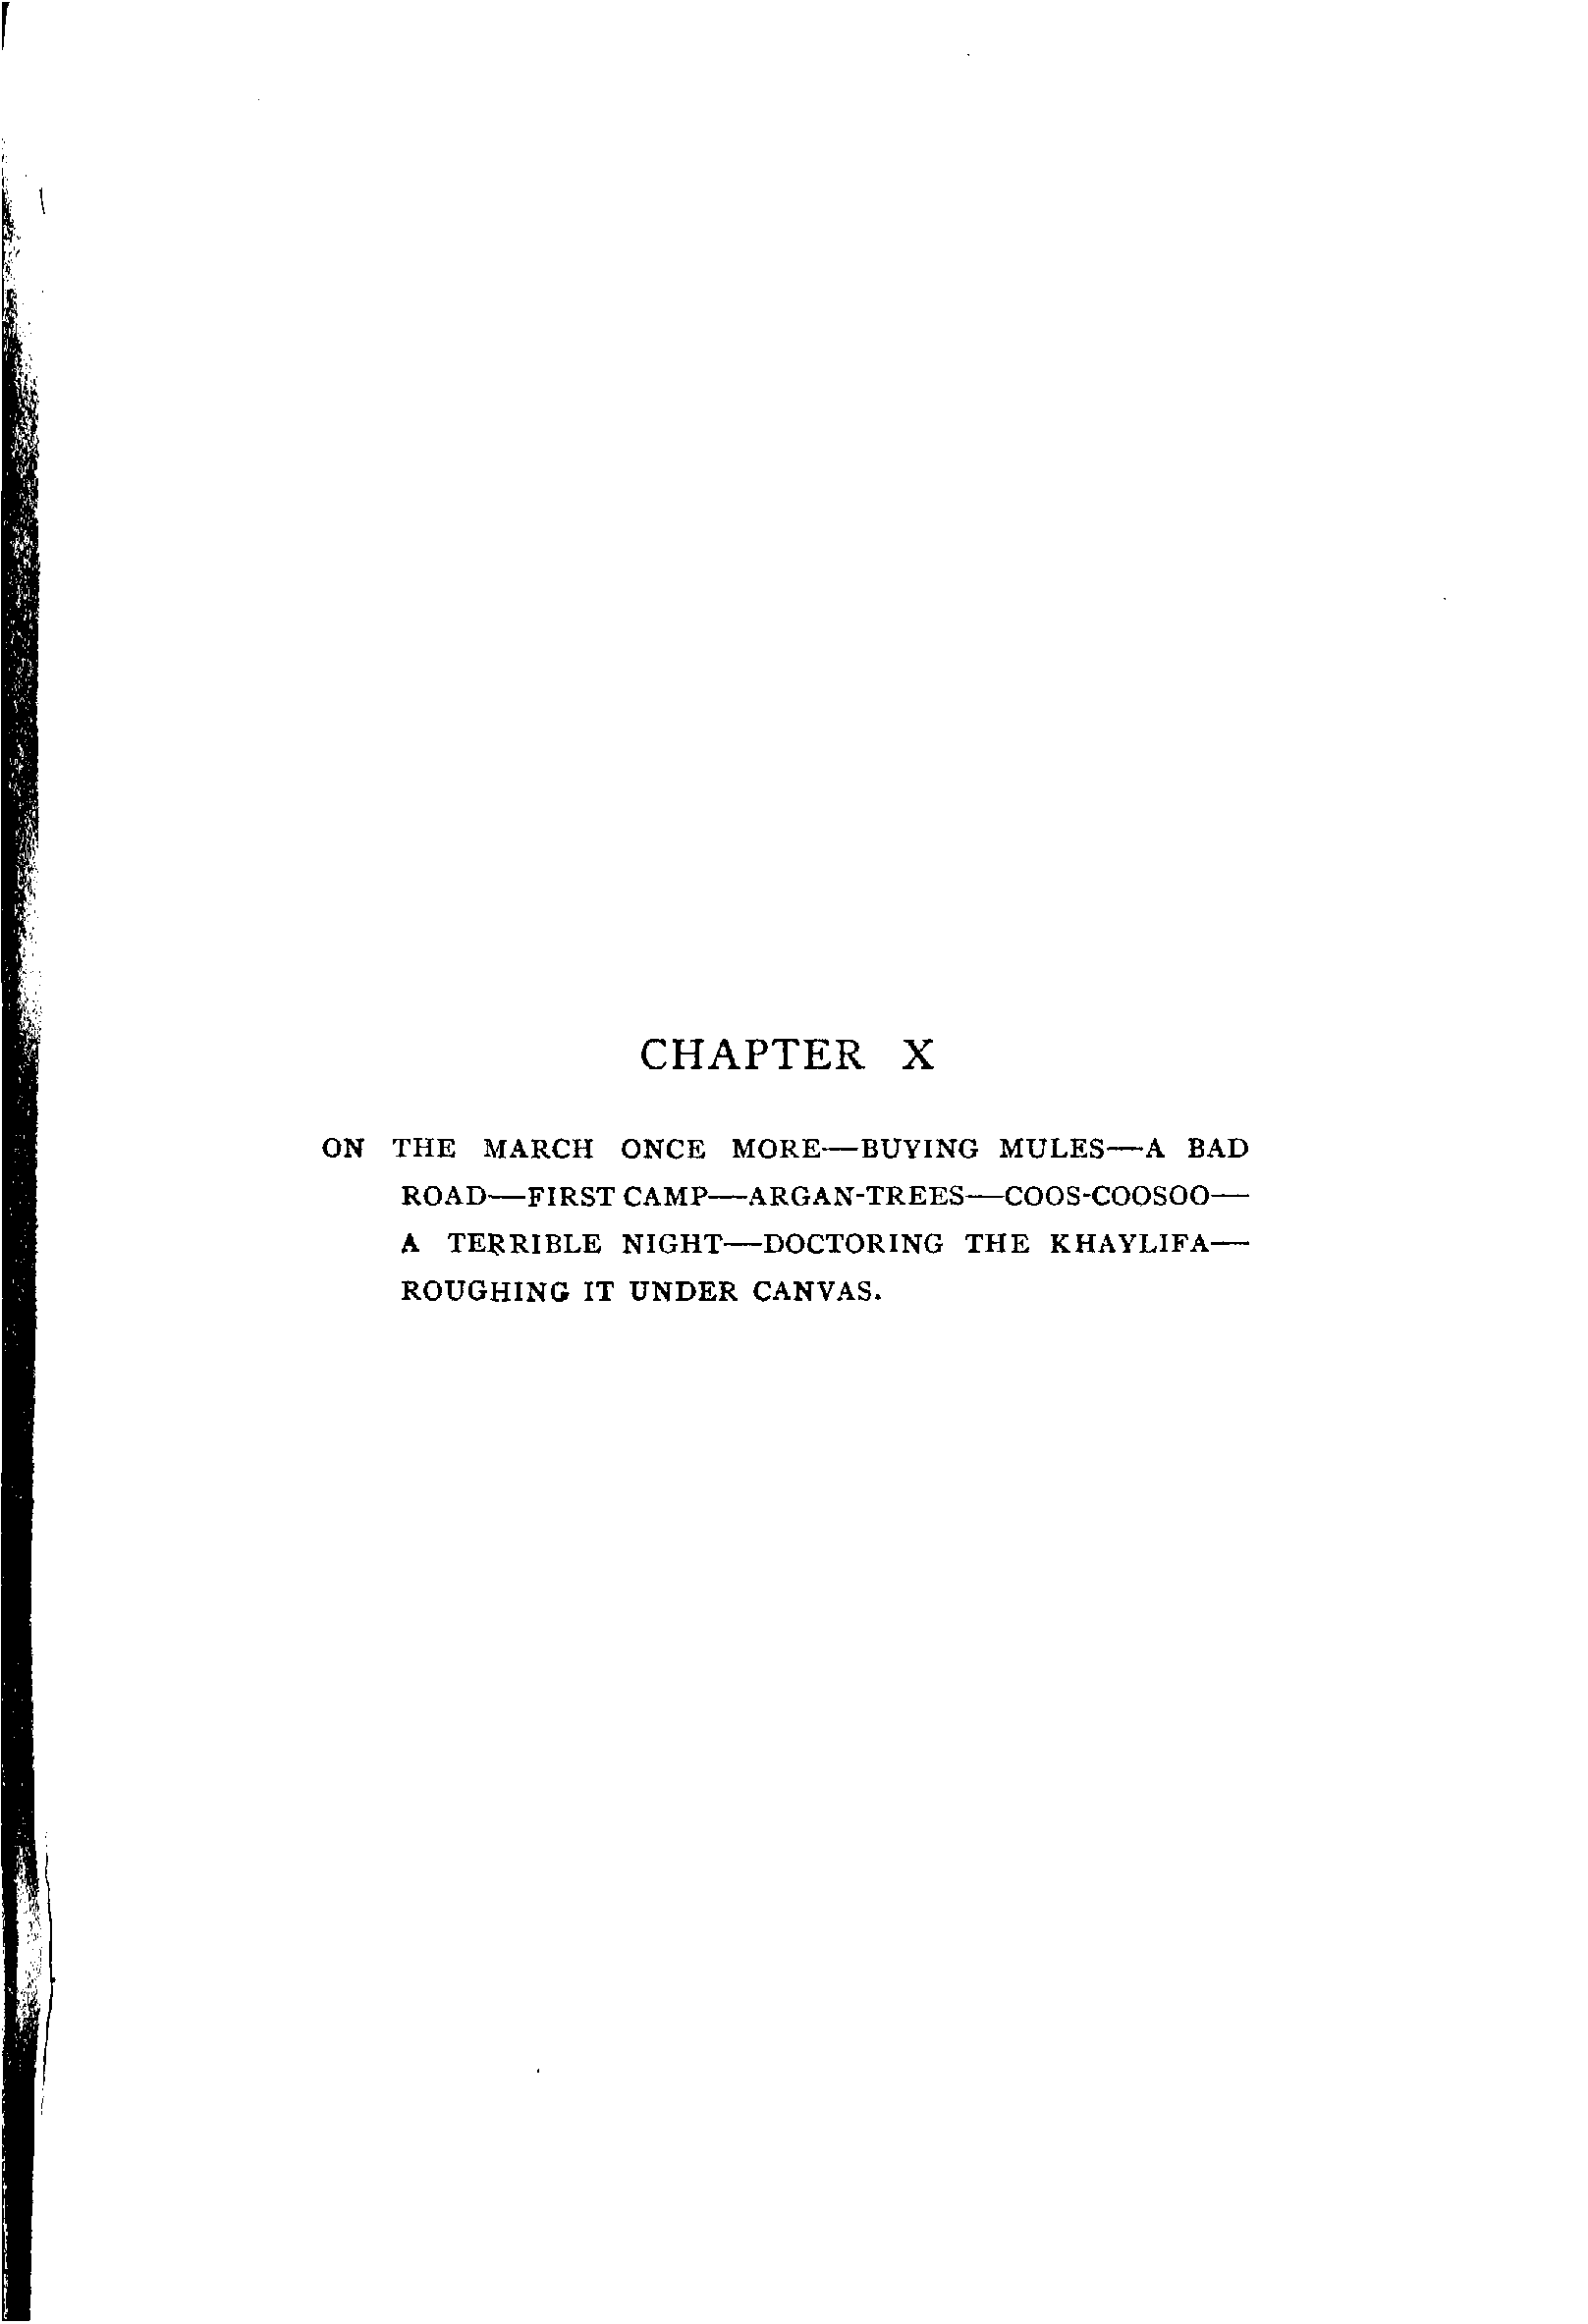 CHAPTER X
ON THE MARCH ONCE MORE—BUYING MULES—A BAD
ROAD—FIRST CAMP—ARGAN-TREES—COOS-COOSOO—
A TERRIBLE NIGHT—DOCTORING THE KHAYLIFA—
ROUGHING IT UNDER CANVAS.